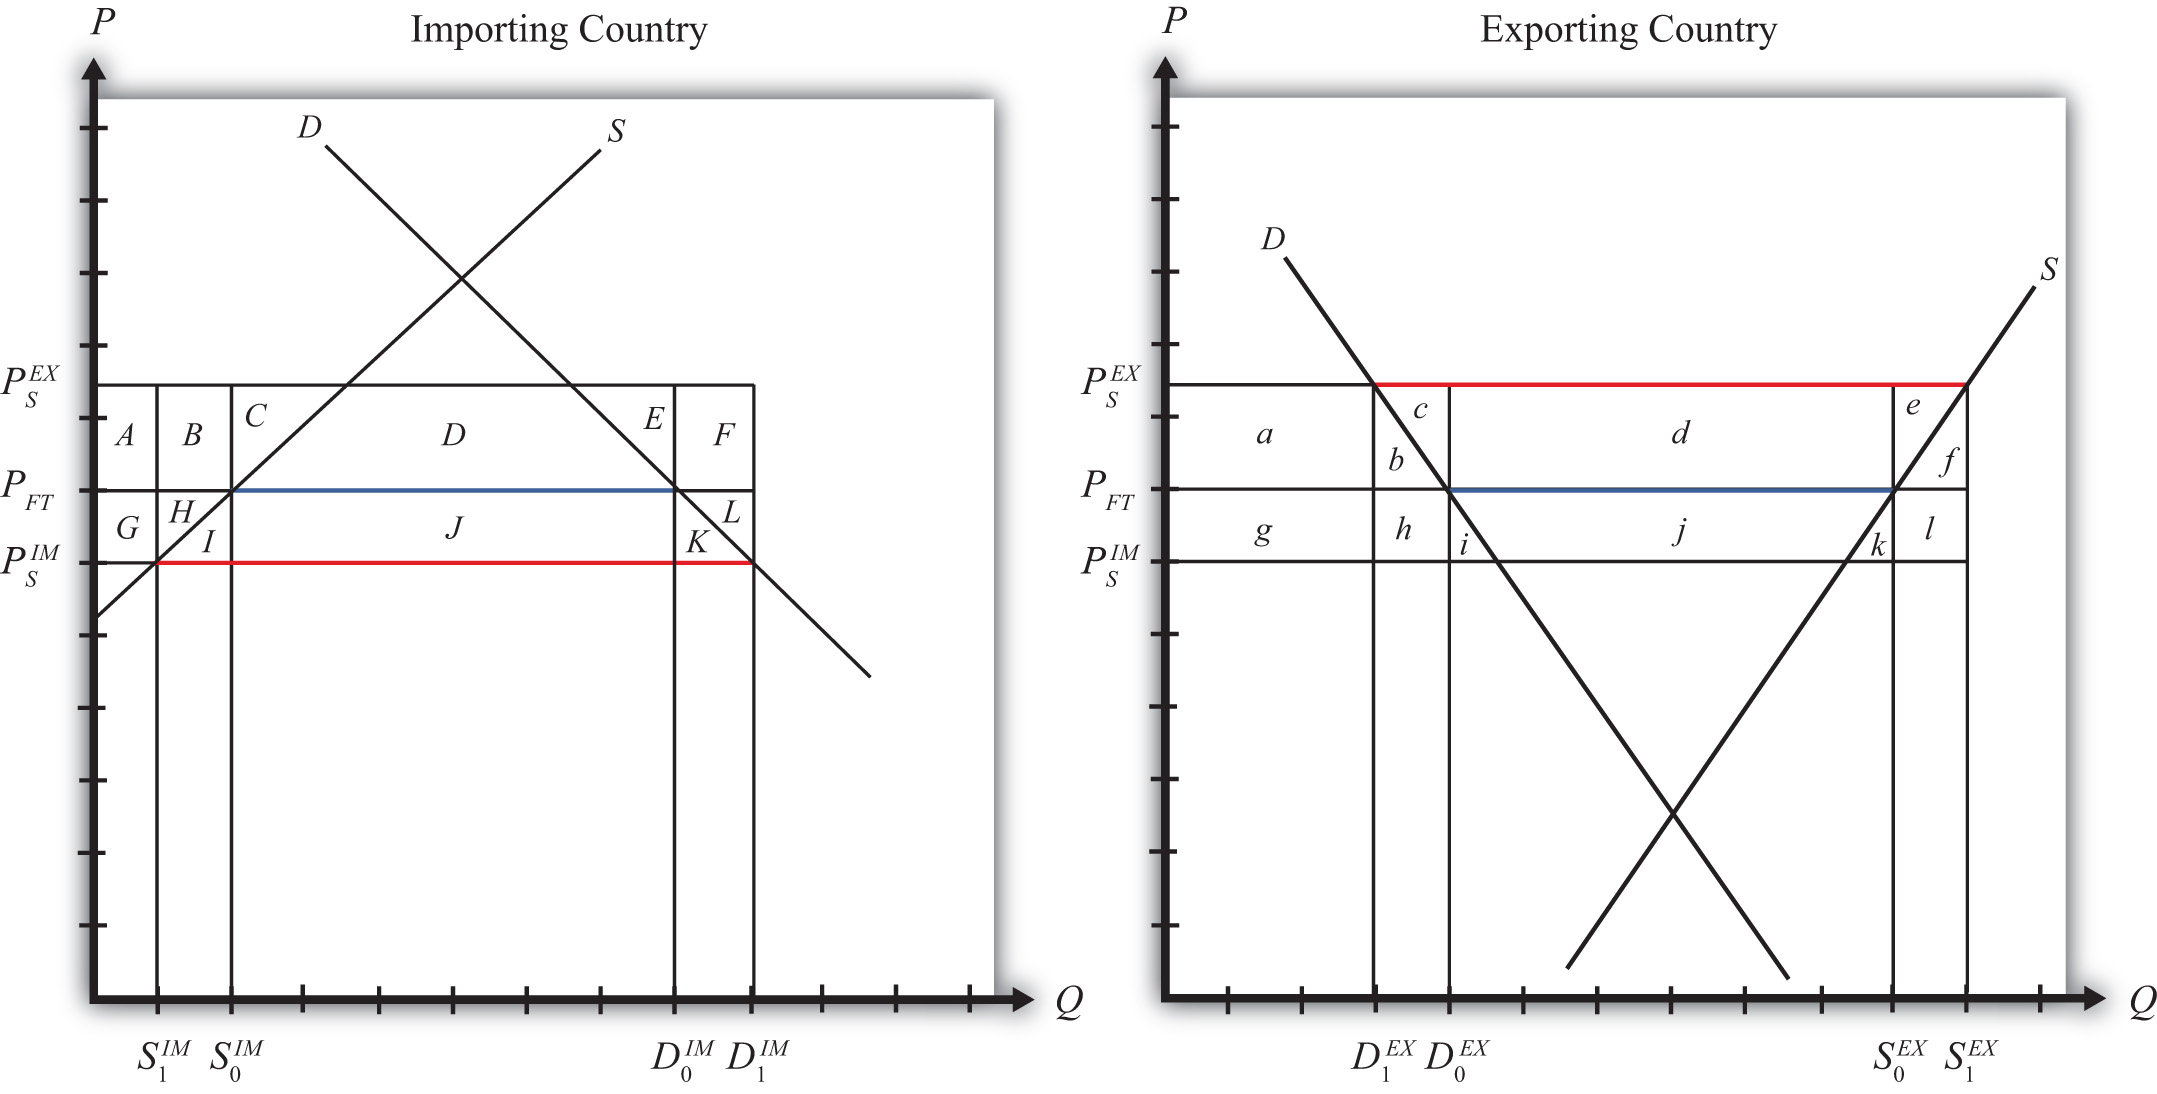 Importing Country
P
D
S
P_S^EX
A
B
C
D
E
F
P_FT
G
H
I
J
K
L
P_S^IM
Q
S_1^IM S_0^IM D_0^IM D_1^IM
Exporting Country
P
D
S
P_S^EX
a
b
c
d
e
f
P_FT
g
h
i
j
k
l
P_S^IM
Q
D_1^EX D_0^EX S_0^EX S_1^EX